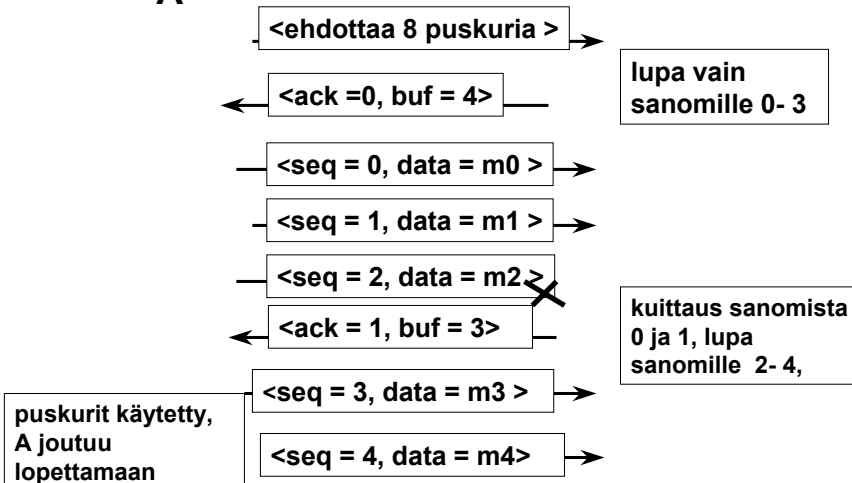 A
<ehdottaa 8 puskuria >
lupa vain
sanomille 0- 3
<ack =0, buf = 4>
<seq = 0, data = m0 >
<seq = 1, data = m1 >
<seq = 2, data = m2 >
kuittaus sanomista
0 ja 1, lupa
sanomille 2- 4,
<ack = 1, buf = 3>
<seq = 3, data = m3 >
puskurit käytetty,
A joutuu
lopettamaan
<seq = 4, data = m4>